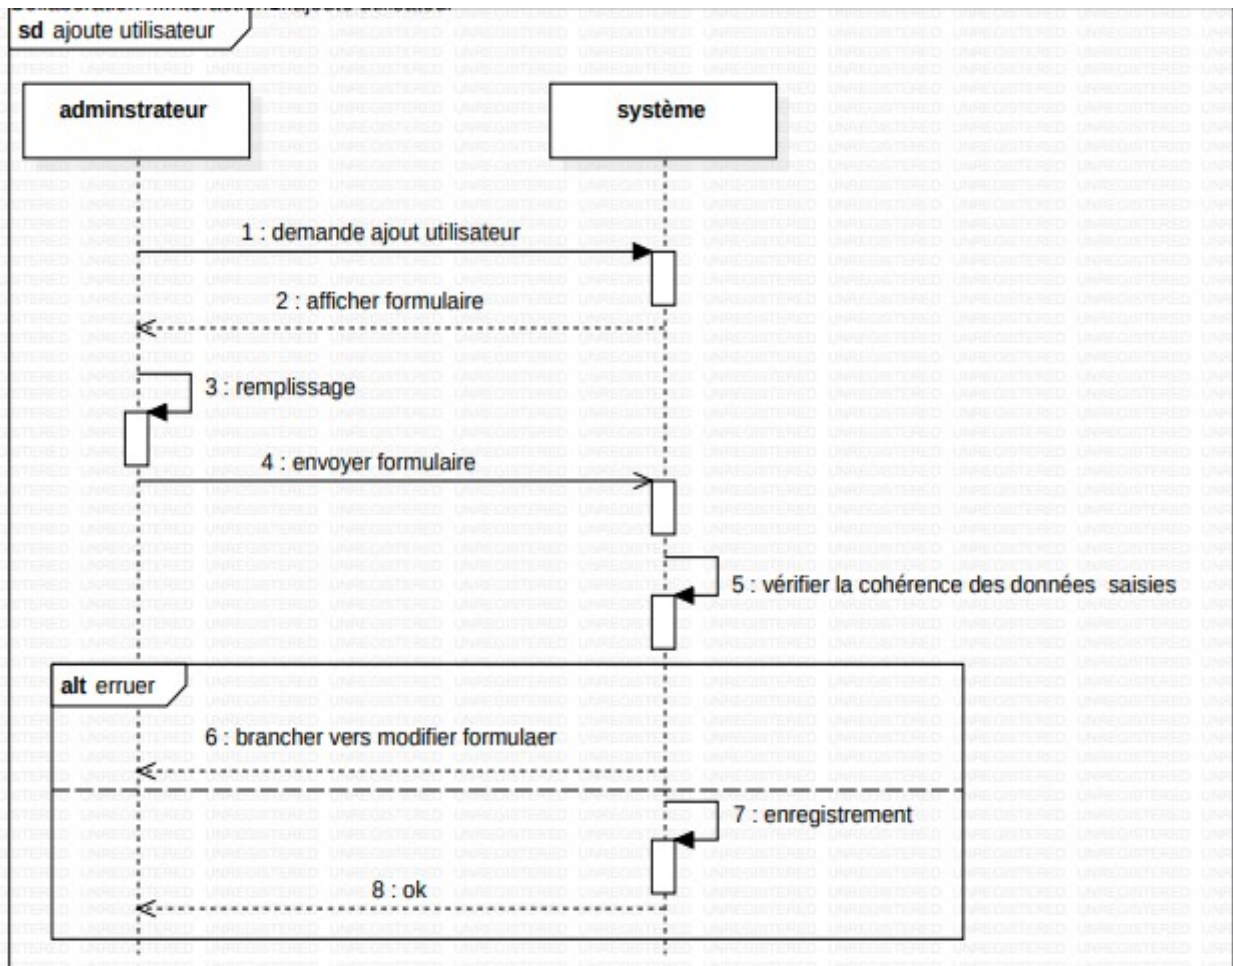 sd ajoute utilisateur
adminstrateur
système
1 : demande ajout utilisateur
2 : afficher formulaire
3 : remplissage
4 : envoyer formulaire
5 : vérifier la cohérence des données saisies
alt erruer
6 : brancher vers modifier formulaer
7 : enregistrement
8 : ok
UNREGISTERED